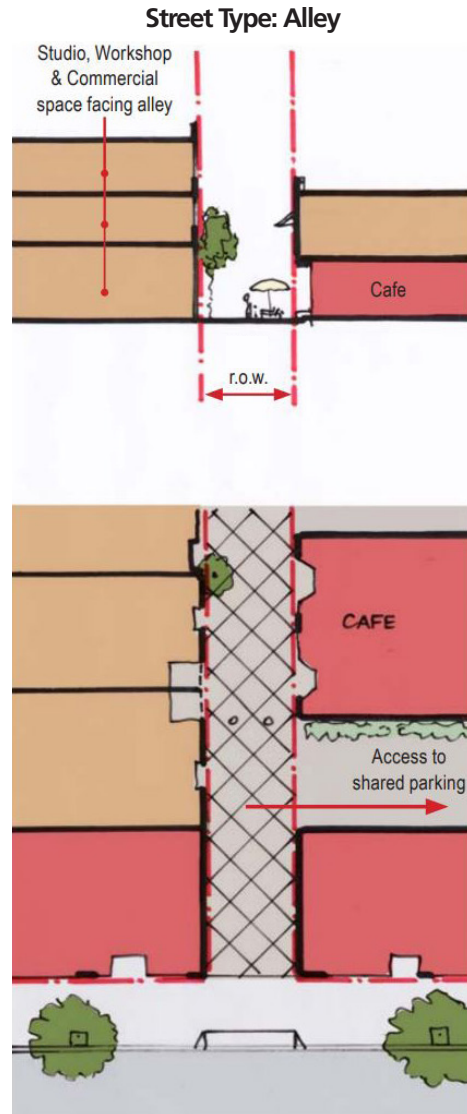 Street Type: Alley
Studio, Workshop
& Commercial
space facing alley
Cafe
r.o.w.
CAFE
Access to
shared parking